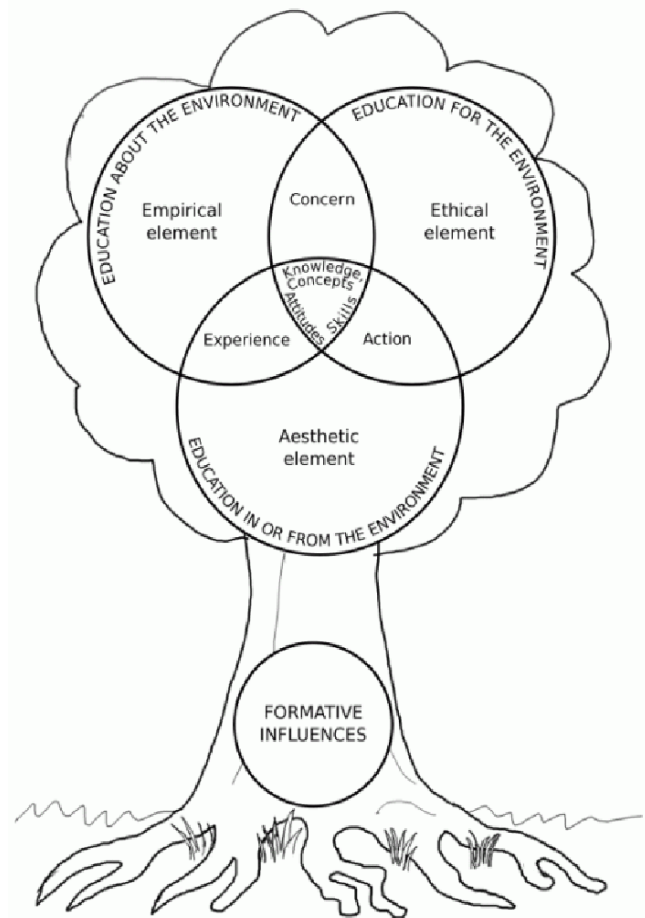 EDUCATION ABOUT THE ENVIRONMENT
EDUCATION FOR THE ENVIRONMENT
Empirical
element
Concern
Ethical
element
Knowledge,
Concepts
Attitudes
Skills
Experience
Action
Aesthetic
element
EDUCATION IN OR FROM THE ENVIRONMENT
FORMATIVE
INFLUENCES